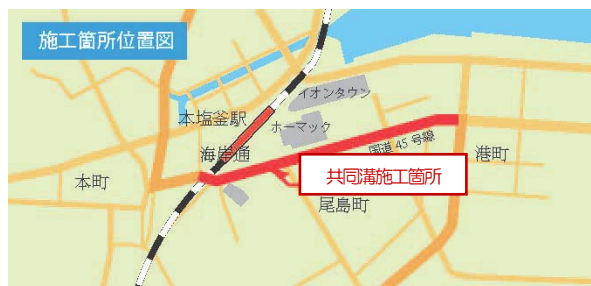 施工箇所位置図
イオンタウン
本塩釜駅
ホーマック
海岸通
国道45号線
港町
本町
共同溝施工箇所
尾島町